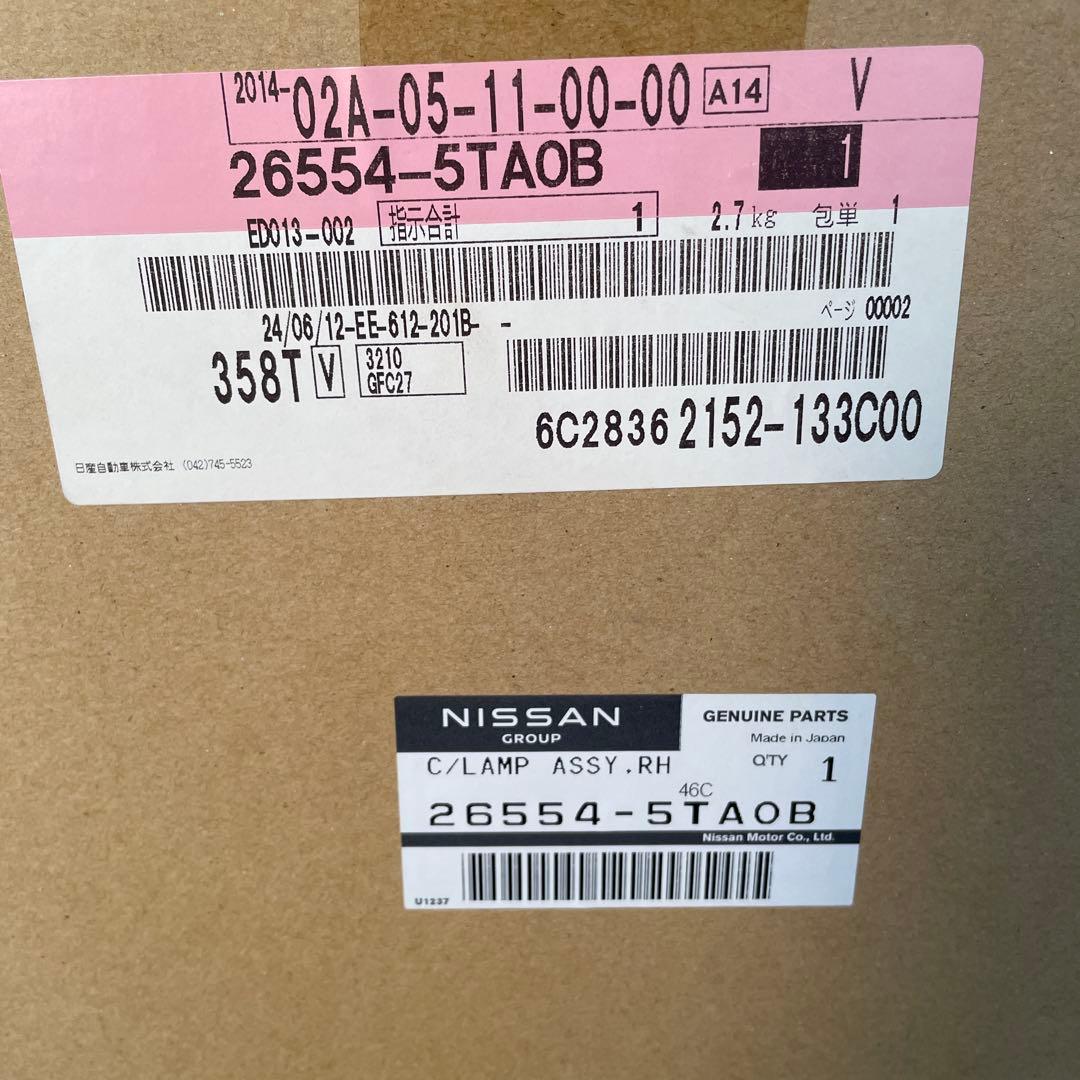 2014-02A-05-11-00-00 A14 V
26554-5TA0B 1
ED013-002 指示合計 1 2.7kg 包単 1
24/06/12-EE-612-201B- - ページ 00002
358T V 3210
GFC27
6C2836 2152-133C00
日産自動車株式会社 (042)745-5523
NISSAN GENUINE PARTS
GROUP Made in Japan
C/LAMP ASSY,RH Q'TY 1
46C
26554-5TA0B
Nissan Motor Co., Ltd.
U1237